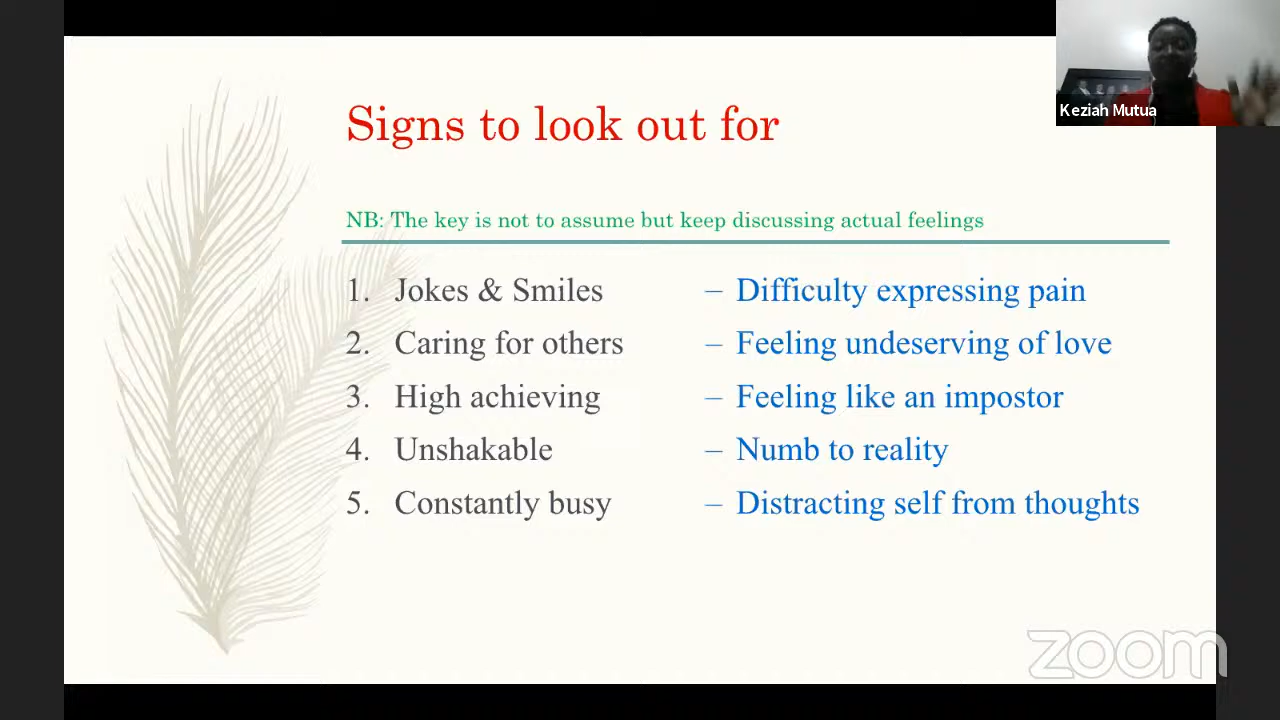 Keziah Mutua
Signs to look out for
NB: The key is not to assume but keep discussing actual feelings
1. Jokes & Smiles – Difficulty expressing pain
2. Caring for others – Feeling undeserving of love
3. High achieving – Feeling like an impostor
4. Unshakable – Numb to reality
5. Constantly busy – Distracting self from thoughts
zoom